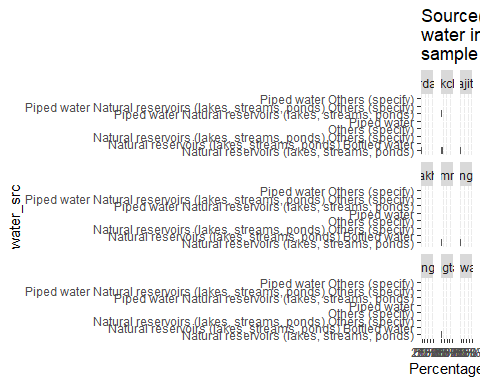 Source
water in
sample
Piped water Others (specify)
Piped water Natural reservoirs (lakes, streams, ponds) Others (specify)
Piped water Natural reservoirs (lakes, streams, ponds)
Piped water
Others (specify)
Natural reservoirs (lakes, streams, ponds) Others (specify)
Natural reservoirs (lakes, streams, ponds) Bottled water
Natural reservoirs (lakes, streams, ponds)
water_src
Piped water Others (specify)
Piped water Natural reservoirs (lakes, streams, ponds) Others (specify)
Piped water Natural reservoirs (lakes, streams, ponds)
Piped water
Others (specify)
Natural reservoirs (lakes, streams, ponds) Others (specify)
Natural reservoirs (lakes, streams, ponds) Bottled water
Natural reservoirs (lakes, streams, ponds)
Piped water Others (specify)
Piped water Natural reservoirs (lakes, streams, ponds) Others (specify)
Piped water Natural reservoirs (lakes, streams, ponds)
Piped water
Others (specify)
Natural reservoirs (lakes, streams, ponds) Others (specify)
Natural reservoirs (lakes, streams, ponds) Bottled water
Natural reservoirs (lakes, streams, ponds)
Percentage